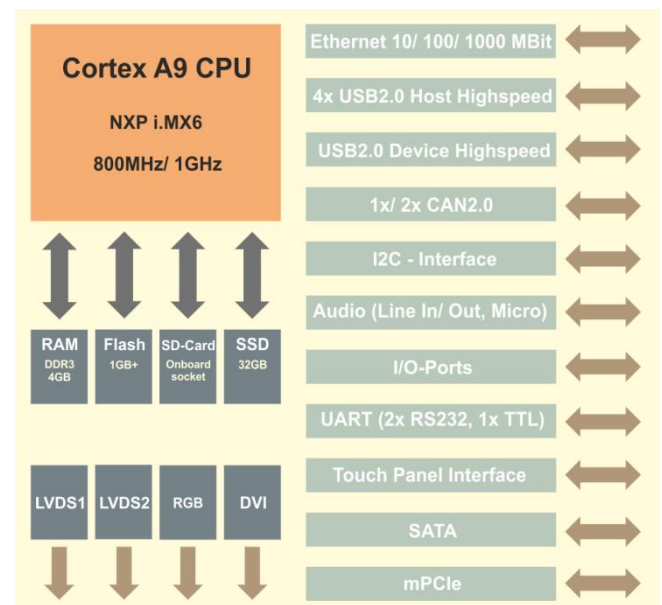 Cortex A9 CPU
NXP i.MX6
800MHz/ 1GHz
RAM
DDR3
4GB
Flash
1GB+
SD-Card
Onboard
socket
SSD
32GB
LVDS1
LVDS2
RGB
DVI
Ethernet 10/ 100/ 1000 MBit
4x USB2.0 Host Highspeed
USB2.0 Device Highspeed
1x/ 2x CAN2.0
I2C - Interface
Audio (Line In/ Out, Micro)
I/O-Ports
UART (2x RS232, 1x TTL)
Touch Panel Interface
SATA
mPCIe